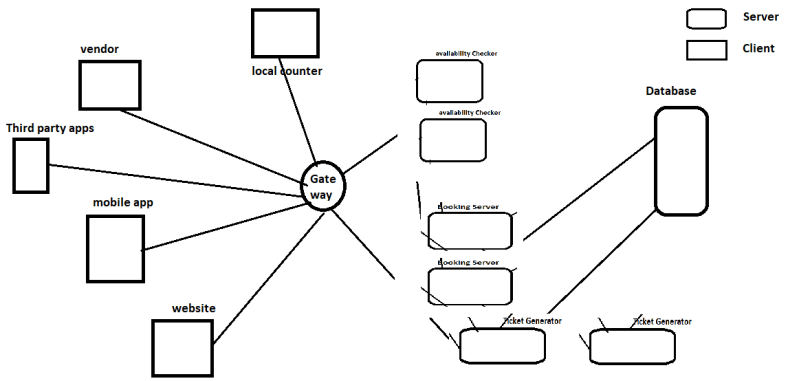 Server
Client
vendor
local counter
availability Checker
Database
availability Checker
Third party apps
Gate
way
mobile app
Booking Server
Booking Server
website
Ticket Generator
Ticket Generator